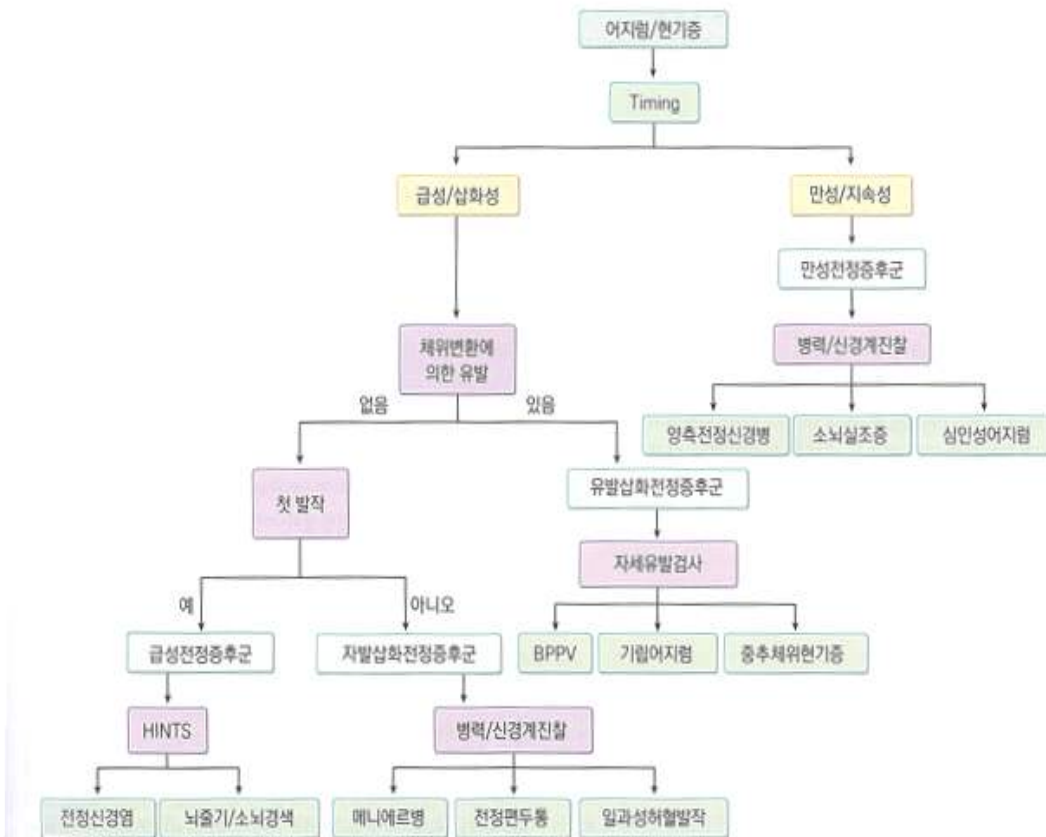 어지럼/현기증
Timing
급성/삽화성
만성/지속성
만성전정증후군
체위변환에
의한 유발
병력/신경계진찰
없음
있음
양측전정신경병
소뇌실조증
심인성어지럼
첫 발작
유발삽화전정증후군
자세유발검사
예
아니오
급성전정증후군
자발삽화전정증후군
BPPV
기립어지럼
중추체위현기증
HINTS
병력/신경계진찰
전정신경염
뇌줄기/소뇌경색
메니에르병
전정편두통
일과성허혈발작